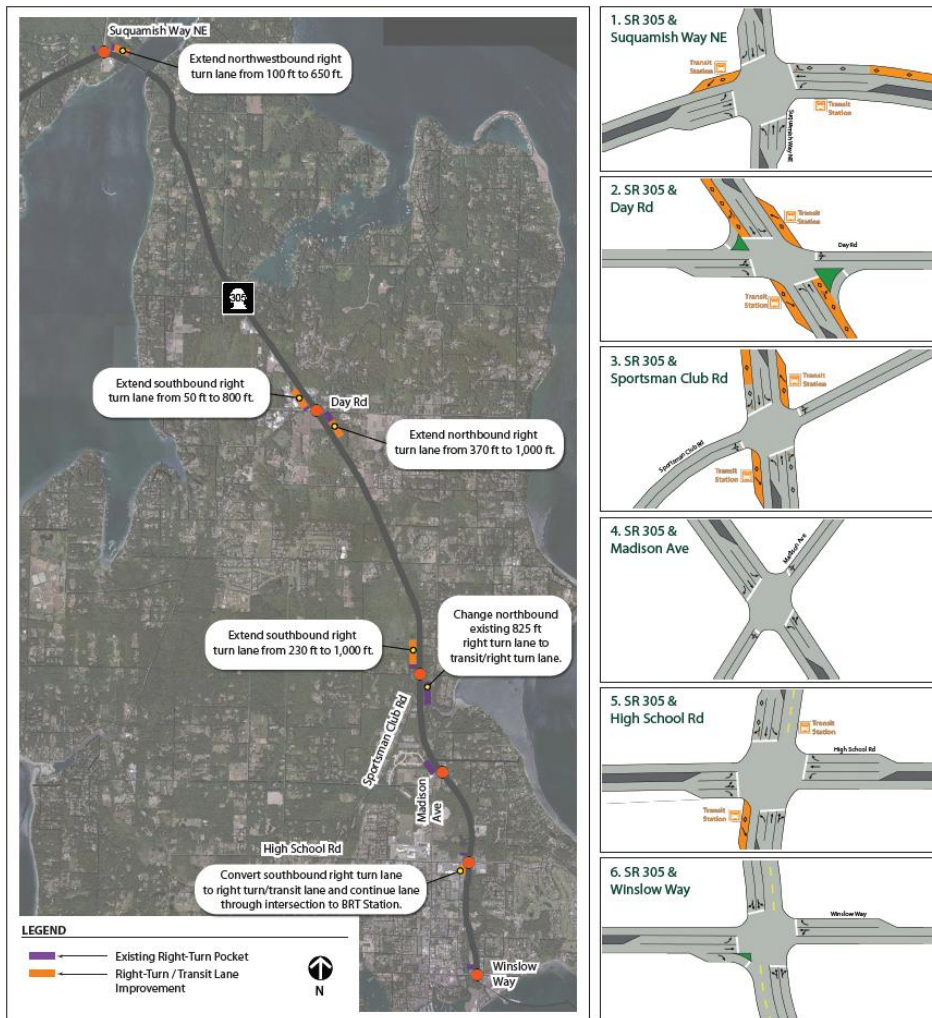 Suquamish Way NE
Extend northwestbound right
turn lane from 100 ft to 650 ft.
305
Extend southbound right
turn lane from 50 ft to 800 ft.
Day Rd
Extend northbound right
turn lane from 370 ft to 1,000 ft.
Change northbound
existing 825 ft
right turn lane to
transit/right turn lane.
Extend southbound right
turn lane from 230 ft to 1,000 ft.
Sportsman Club Rd
Madison
Ave
High School Rd
Convert southbound right turn lane
to right turn/transit lane and continue lane
through intersection to BRT Station.
Winslow
Way
LEGEND
Existing Right-Turn Pocket
Right-Turn / Transit Lane
Improvement
N
1. SR 305 &
Suquamish Way NE
Transit
Station
Transit
Station
Suquamish Way NE
2. SR 305 &
Day Rd
Transit
Station
Day Rd
Transit
Station
3. SR 305 &
Sportsman Club Rd
Transit
Station
Sportsman Club Rd
Transit
Station
4. SR 305 &
Madison Ave
Madison Ave
5. SR 305 &
High School Rd
Transit
Station
High School Rd
Transit
Station
6. SR 305 &
Winslow Way
Winslow Way